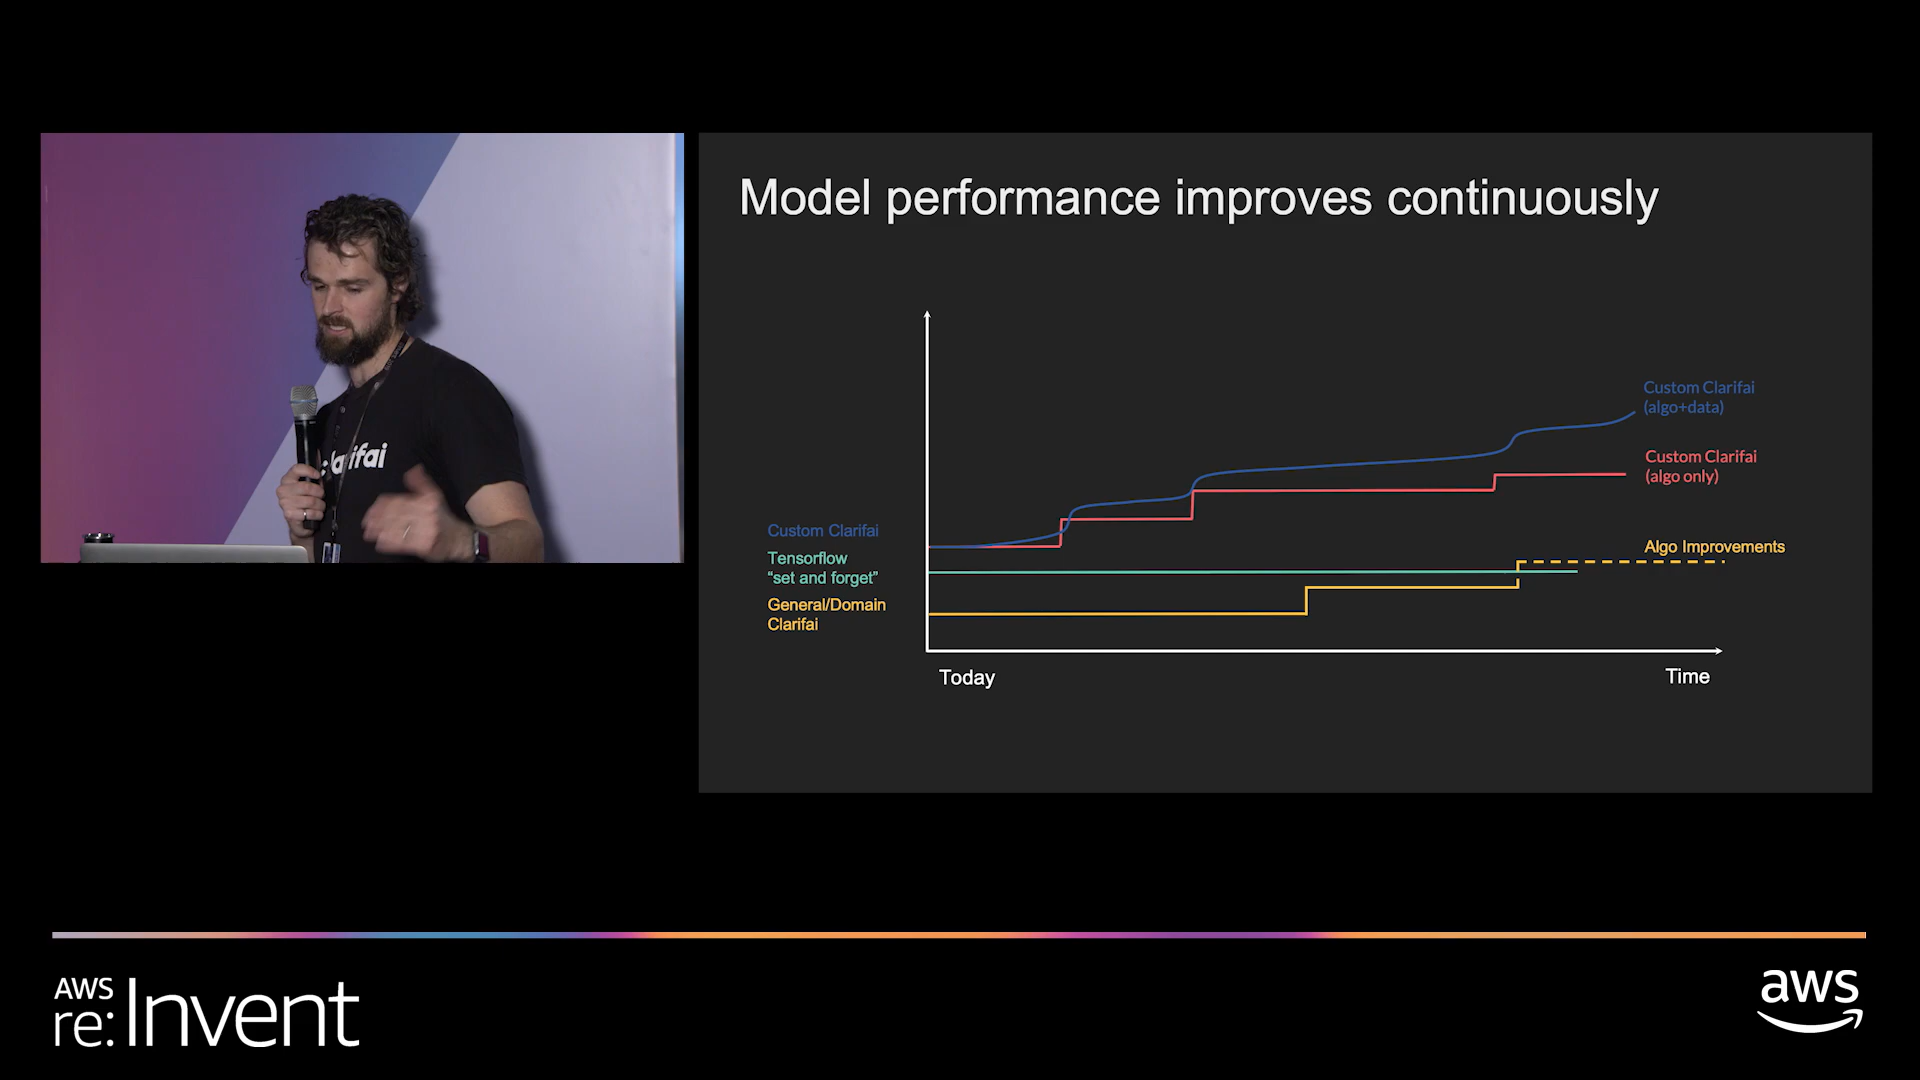 Model performance improves continuously
Custom Clarifai
(algo+data)
Custom Clarifai
(algo only)
Custom Clarifai
Tensorflow
“set and forget”
General/Domain
Clarifai
Algo Improvements
Today
Time
AWS
re:Invent
aws